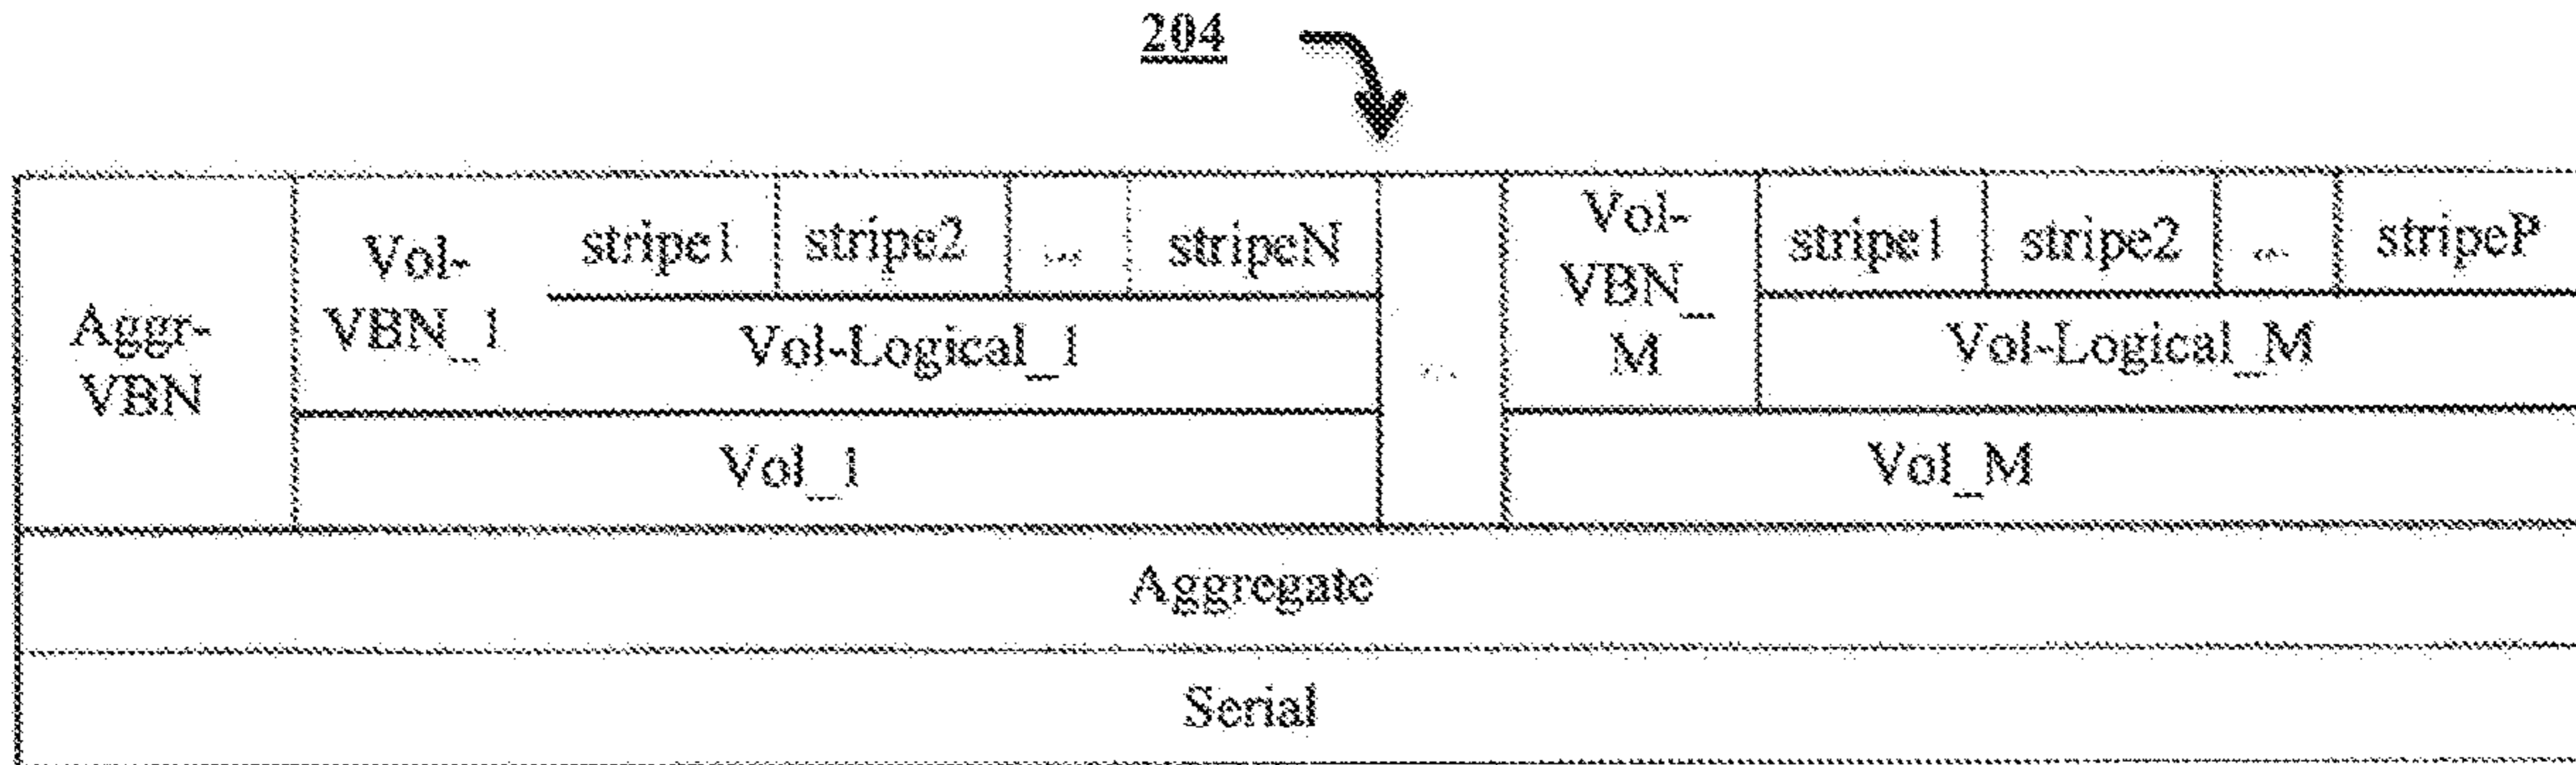 204
Aggr-
VBN
Vol-
VBN_1
stripe1
stripe2
...
stripeN
Vol-Logical_1
Vol_1
...
Vol-
VBN_
M
stripe1
stripe2
...
stripeP
Vol-Logical_M
Vol_M
Aggregate
Serial